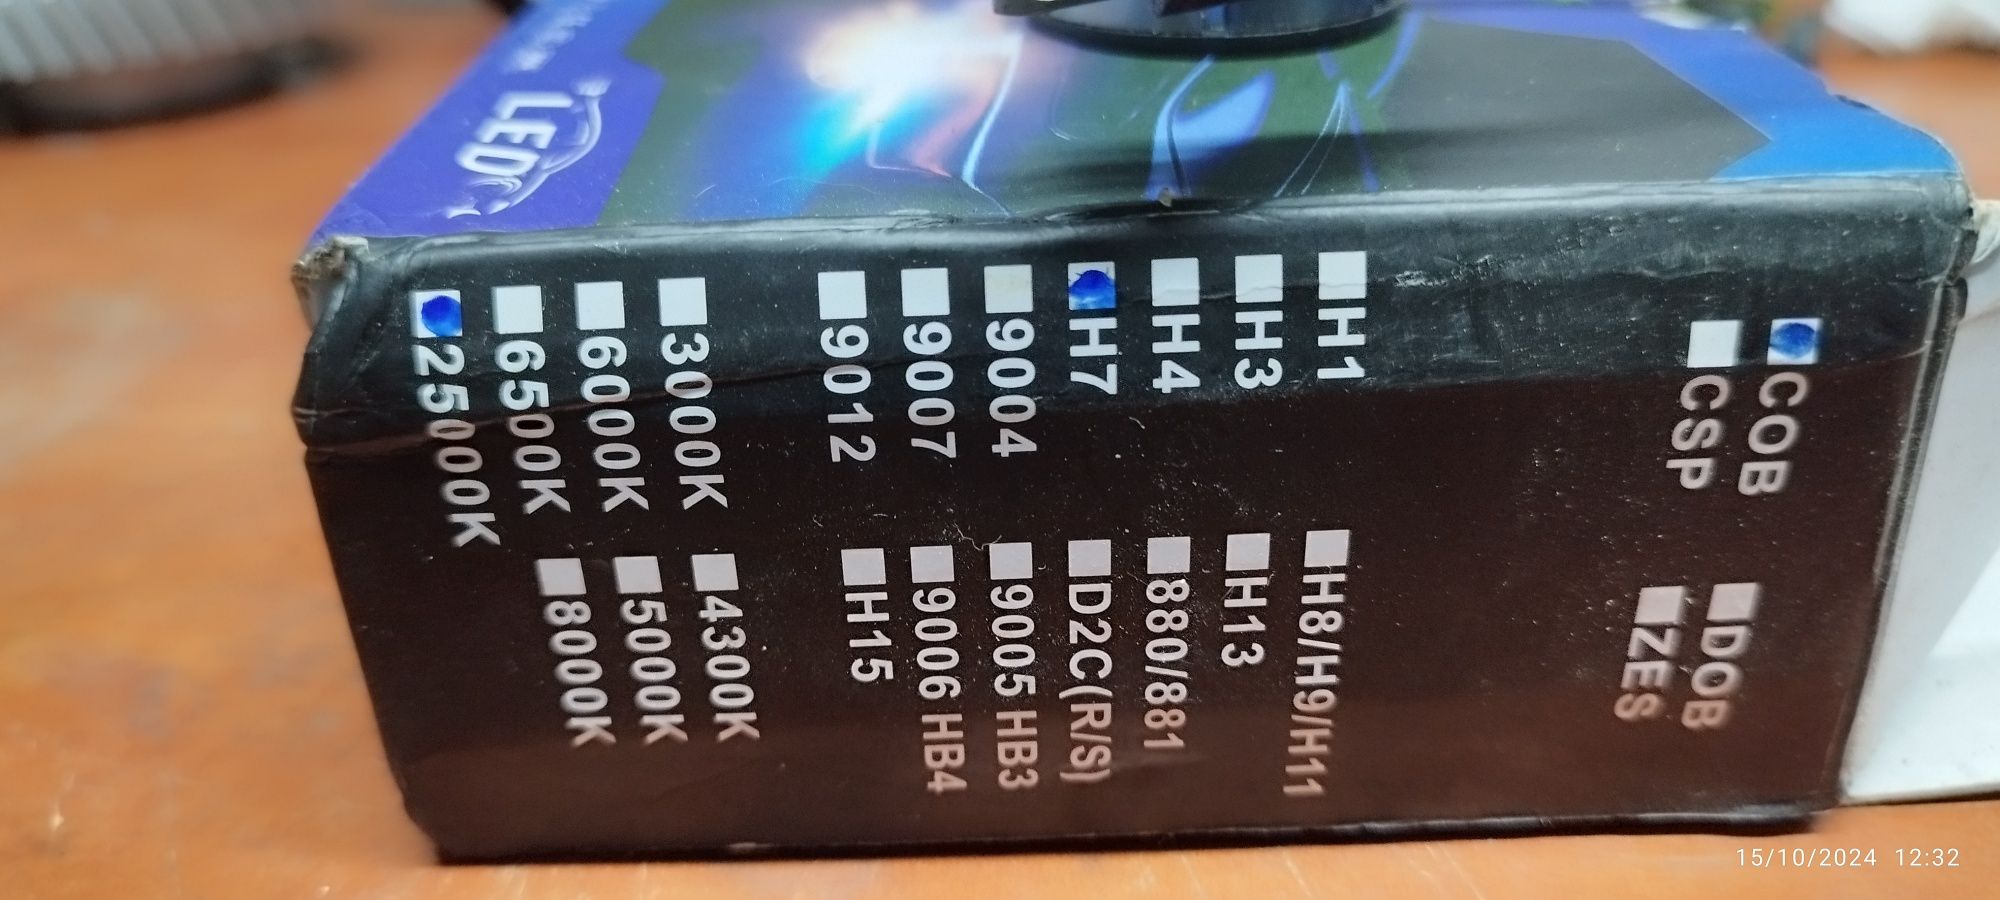 LED
COB DOB
CSP ZES
H1 H8/H9/H11
H3 H13
H4 880/881
H7 D2C(R/S)
9004 9005 HB3
9007 9006 HB4
9012 H15
3000K 4300K
6000K 5000K
6500K 8000K
25000K
15/10/2024 12:32